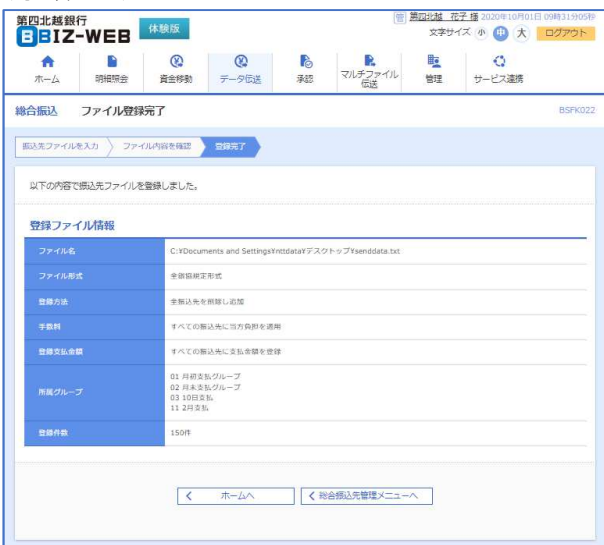 第四北越銀行
BIZ-WEB
体験版
第四北越 花子 様 2020年10月01日 09時31分05秒
文字サイズ 小 中 大 ログアウト
ホーム 明細照会 資金移動 データ伝送 承認 マルチファイル伝送 管理 サービス連携
総合振込 ファイル登録完了 BSFK022
振込先ファイルを入力 ファイル内容を確認 登録完了
以下の内容で振込先ファイルを登録しました。
登録ファイル情報
ファイル名 C:¥Documents and Settings¥nttdata¥デスクトップ¥senddata.txt
ファイル形式 全銀協規定形式
登録方法 全振込先を削除し追加
手数料 すべての振込先に当方負担を適用
登録支払金額 すべての振込先に支払金額を登録
所属グループ
01 月初支払グループ
02 月末支払グループ
03 10日支払
11 2月支払
登録件数 150件
ホームへ 総合振込先管理メニューへ